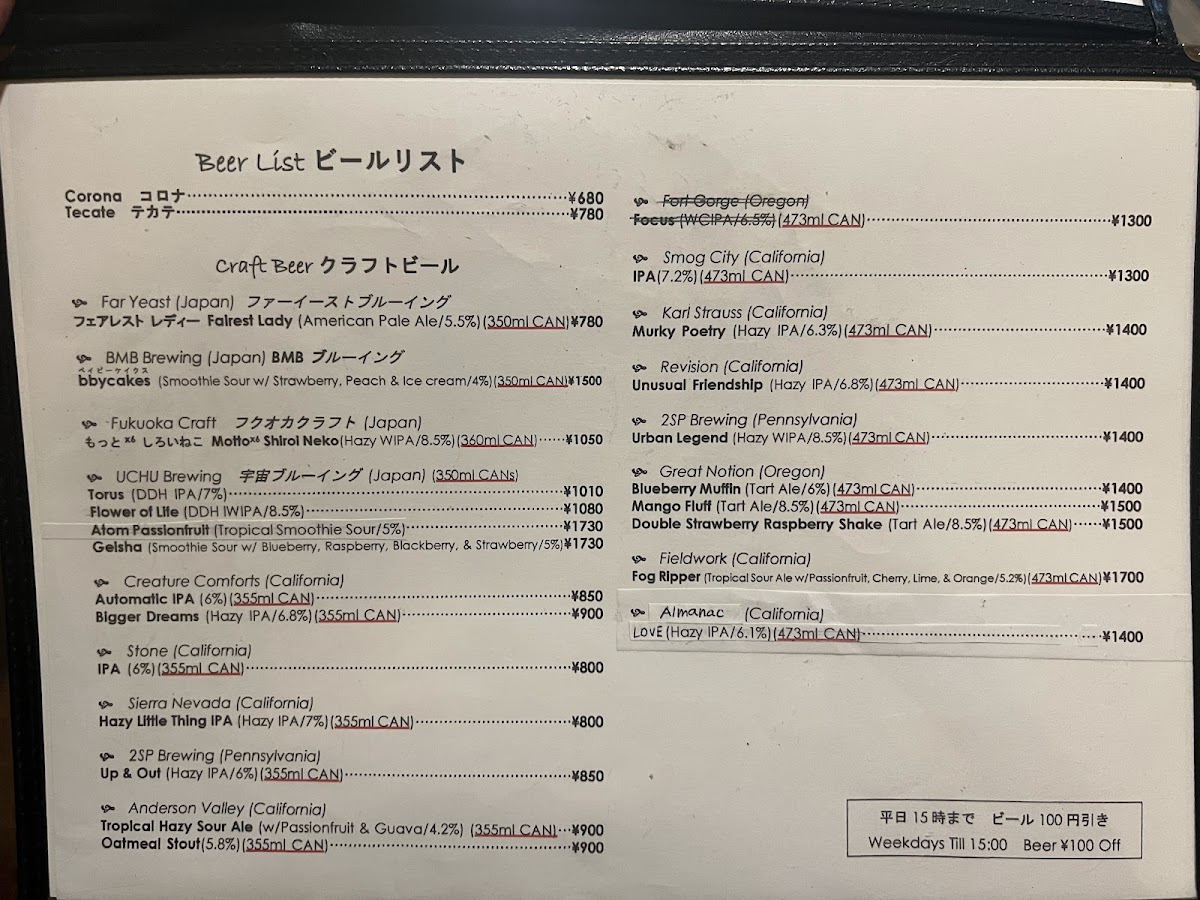 Beer List ビールリスト
Corona コロナ ¥680
Tecate テカテ ¥780
Craft Beer クラフトビール
Far Yeast (Japan) ファーイーストブルーイング
フェアレスト レディー Fairest Lady (American Pale Ale/5.5%)(350ml CAN)¥780
BMB Brewing (Japan) BMB ブルーイング
ベイビーケイクス
bbycakes (Smoothie Sour w/ Strawberry, Peach & Ice cream/4%)(350ml CAN)¥1500
Fukuoka Craft フクオカクラフト (Japan)
もっとx6 しろいねこ Mottox6 Shiroi Neko(Hazy WIPA/8.5%)(360ml CAN)·····¥1050
UCHU Brewing 宇宙ブルーイング (Japan) (350ml CANs)
Torus (DDH IPA/7%) ¥1010
Flower of Life (DDH IWIPA/8.5%) ¥1080
Atom Passionfruit (Tropical Smoothie Sour/5%) ¥1730
Geisha (Smoothie Sour w/ Blueberry, Raspberry, Blackberry, & Strawberry/5%)¥1730
Creature Comforts (California)
Automatic IPA (6%)(355ml CAN) ¥850
Bigger Dreams (Hazy IPA/6.8%)(355ml CAN) ¥900
Stone (California)
IPA (6%)(355ml CAN) ¥800
Sierra Nevada (California)
Hazy Little Thing IPA (Hazy IPA/7%)(355ml CAN) ¥800
2SP Brewing (Pennsylvania)
Up & Out (Hazy IPA/6%)(355ml CAN) ¥850
Anderson Valley (California)
Tropical Hazy Sour Ale (w/Passionfruit & Guava/4.2%) (355ml CAN)···¥900
Oatmeal Stout(5.8%)(355ml CAN) ¥900
Fort Gorge (Oregon)
Focus (WCIPA/6.5%)(473ml CAN) ¥1300
Smog City (California)
IPA(7.2%)(473ml CAN) ¥1300
Karl Strauss (California)
Murky Poetry (Hazy IPA/6.3%)(473ml CAN) ¥1400
Revision (California)
Unusual Friendship (Hazy IPA/6.8%)(473ml CAN) ¥1400
2SP Brewing (Pennsylvania)
Urban Legend (Hazy WIPA/8.5%)(473ml CAN) ¥1400
Great Notion (Oregon)
Blueberry Muffin (Tart Ale/6%)(473ml CAN) ¥1400
Mango Fluff (Tart Ale/8.5%)(473ml CAN) ¥1500
Double Strawberry Raspberry Shake (Tart Ale/8.5%)(473ml CAN)·····¥1500
Fieldwork (California)
Fog Ripper (Tropical Sour Ale w/Passionfruit, Cherry, Lime, & Orange/5.2%)(473ml CAN)¥1700
Almanac (California)
LOVE (Hazy IPA/6.1%)(473ml CAN) ¥1400
平日 15 時まで ビール 100 円引き
Weekdays Till 15:00 Beer ¥100 Off